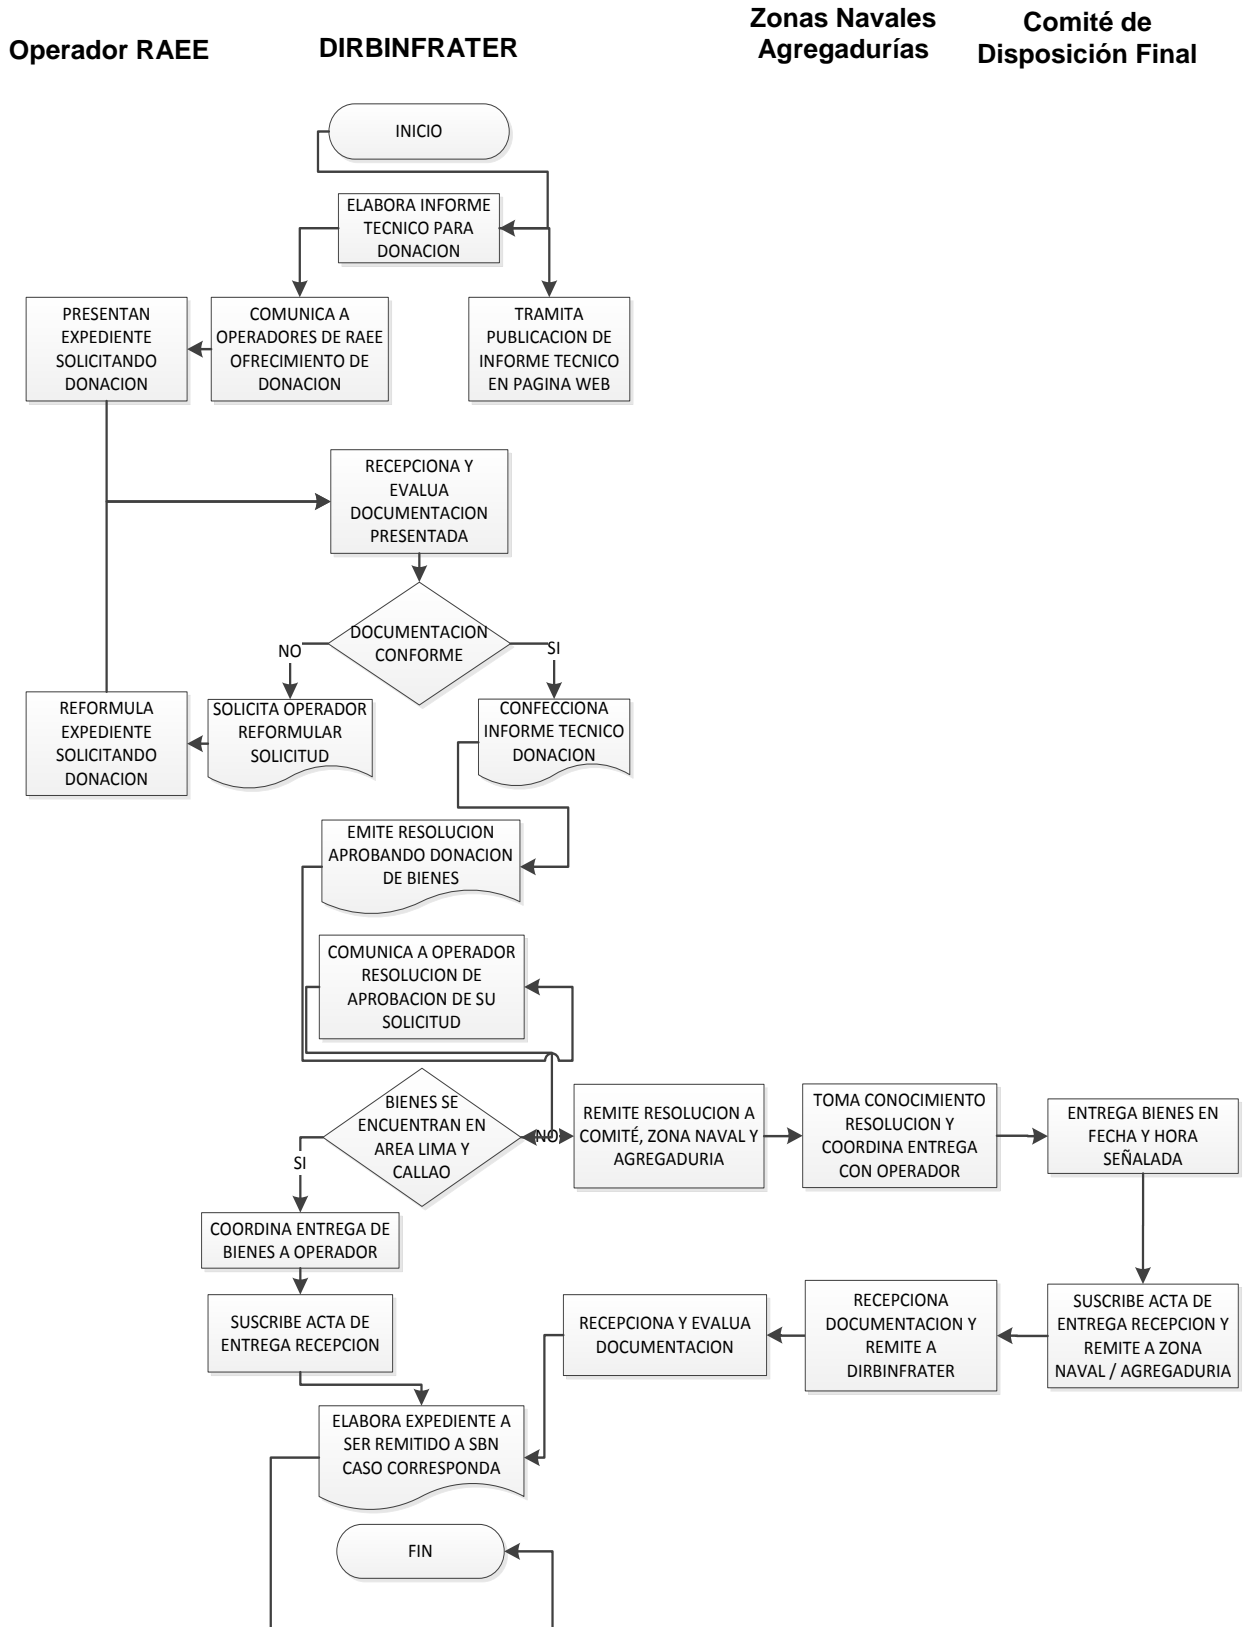 Operador RAEE
DIRBINFRATER
Zonas Navales
Agregadurías
Comité de
Disposición Final
INICIO
ELABORA INFORME
TECNICO PARA
DONACION
PRESENTAN
EXPEDIENTE
SOLICITANDO
DONACION
COMUNICA A
OPERADORES DE RAEE
OFRECIMIENTO DE
DONACION
TRAMITA
PUBLICACION DE
INFORME TECNICO
EN PAGINA WEB
RECEPCIONA Y
EVALUA
DOCUMENTACION
PRESENTADA
DOCUMENTACION
CONFORME
NO
SI
REFORMULA
EXPEDIENTE
SOLICITANDO
DONACION
SOLICITA OPERADOR
REFORMULAR
SOLICITUD
CONFECCIONA
INFORME TECNICO
DONACION
EMITE RESOLUCION
APROBANDO DONACION
DE BIENES
COMUNICA A OPERADOR
RESOLUCION DE
APROBACION DE SU
SOLICITUD
BIENES SE
ENCUENTRAN EN
AREA LIMA Y
CALLAO
NO
SI
REMITE RESOLUCION A
COMITÉ, ZONA NAVAL Y
AGREGADURIA
TOMA CONOCIMIENTO
RESOLUCION Y
COORDINA ENTREGA
CON OPERADOR
ENTREGA BIENES EN
FECHA Y HORA
SEÑALADA
COORDINA ENTREGA DE
BIENES A OPERADOR
SUSCRIBE ACTA DE
ENTREGA RECEPCION
RECEPCIONA Y EVALUA
DOCUMENTACION
RECEPCIONA
DOCUMENTACION Y
REMITE A
DIRBINFRATER
SUSCRIBE ACTA DE
ENTREGA RECEPCION Y
REMITE A ZONA
NAVAL / AGREGADURIA
ELABORA EXPEDIENTE A
SER REMITIDO A SBN
CASO CORRESPONDA
FIN